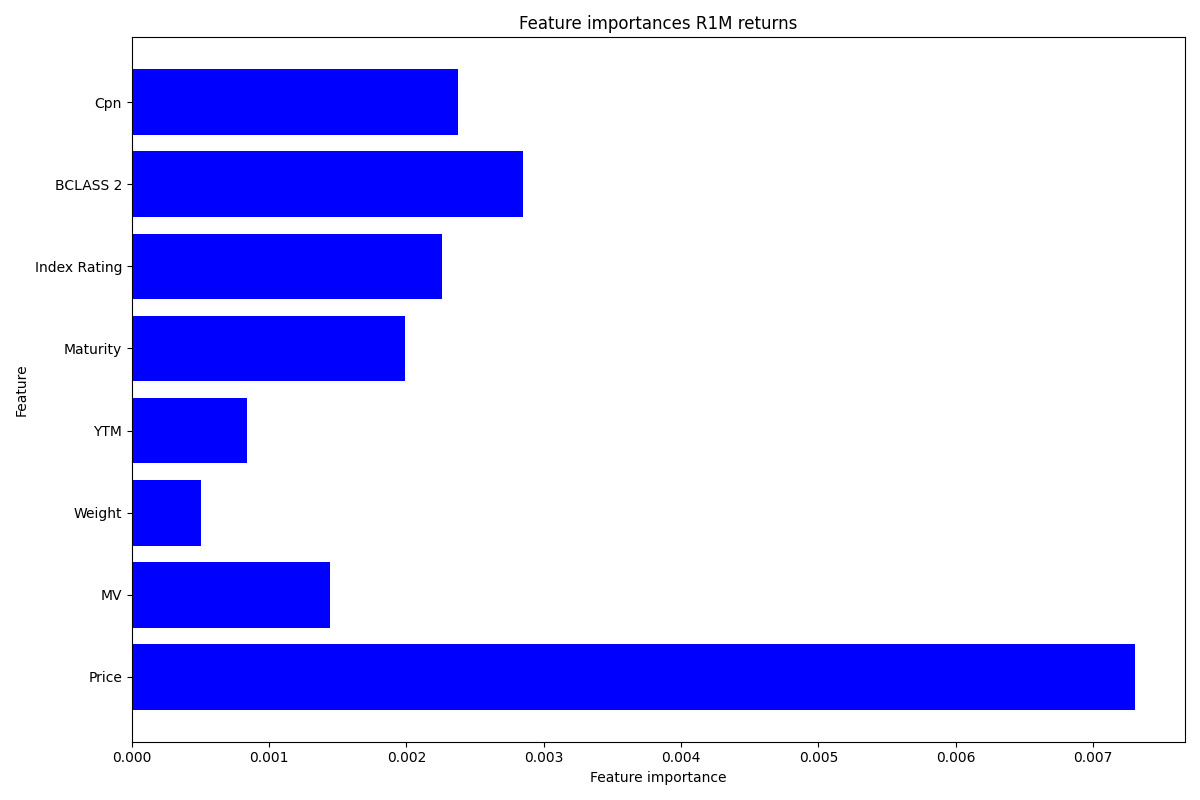 Feature importances R1M returns
Cpn
BCLASS 2
Index Rating
Maturity
YTM
Weight
MV
Price
Feature
0.000 0.001 0.002 0.003 0.004 0.005 0.006 0.007
Feature importance